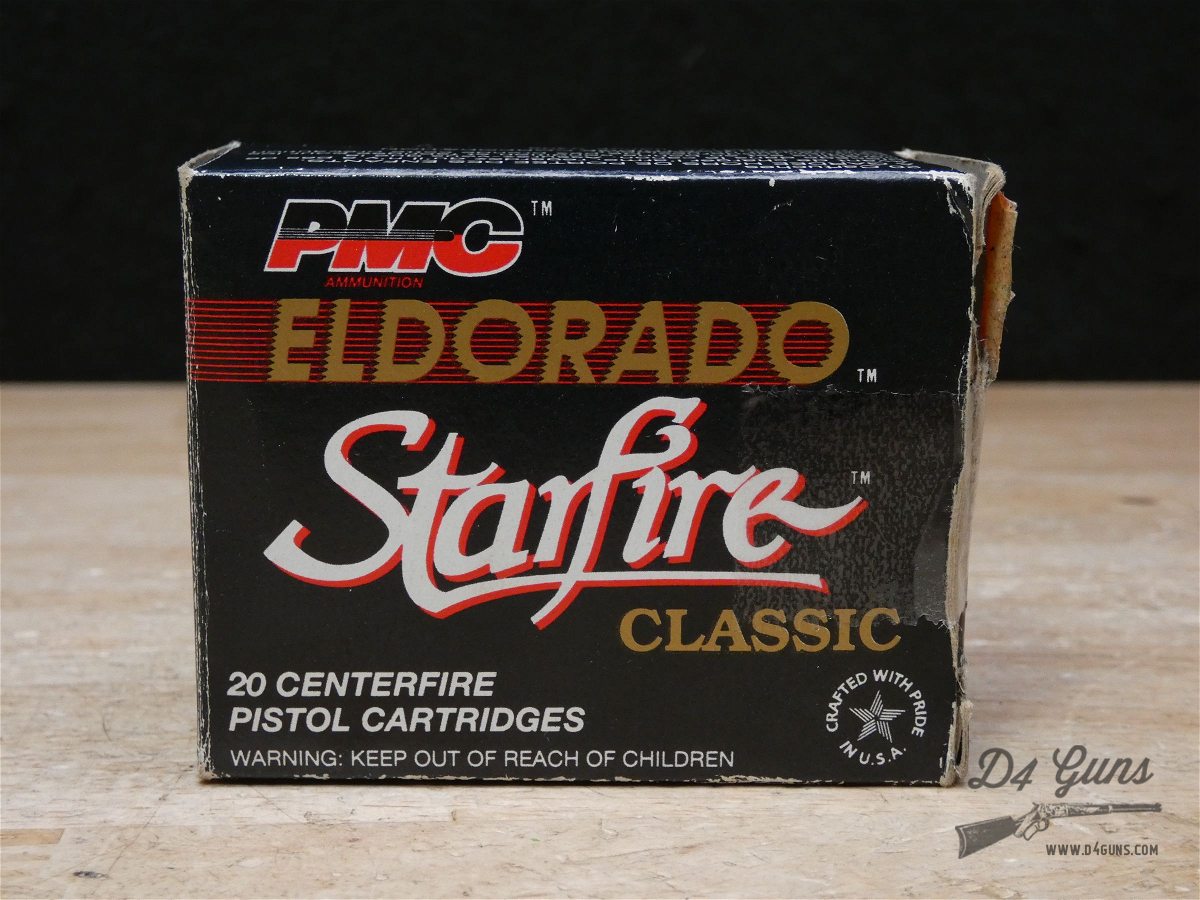 PMC™
AMMUNITION
ELDORADO™
Starfire™
CLASSIC
20 CENTERFIRE
PISTOL CARTRIDGES
WARNING: KEEP OUT OF REACH OF CHILDREN
CRAFTED WITH PRIDE
IN U.S.A.
D4 Guns
WWW.D4GUNS.COM